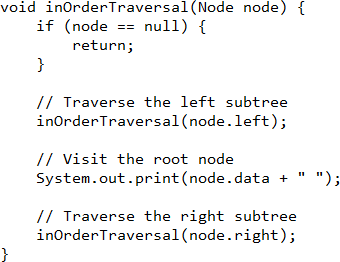 void inOrderTraversal(Node node) {
    if (node == null) {
        return;
    }

    // Traverse the left subtree
    inOrderTraversal(node.left);

    // Visit the root node
    System.out.print(node.data + " ");

    // Traverse the right subtree
    inOrderTraversal(node.right);
}